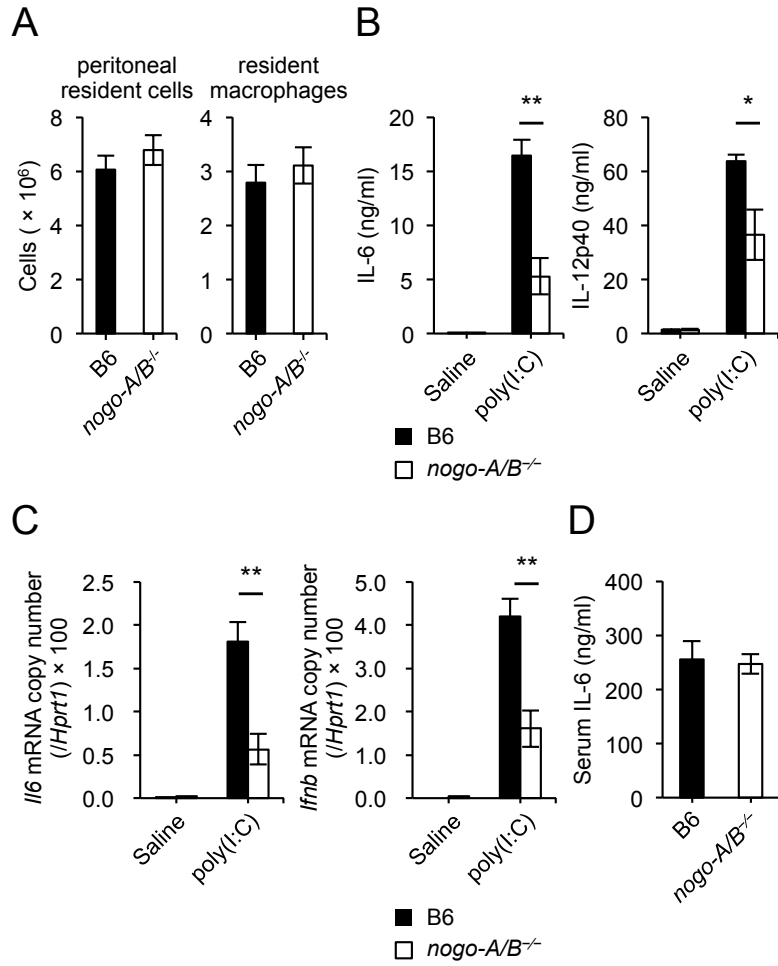 A
peritoneal
resident cells
resident
macrophages
Cells ( × 10⁶)
8
6
4
2
0
4
3
2
1
0
B6
nogo-A/B⁻/⁻
B6
nogo-A/B⁻/⁻
B
**
*
IL-6 (ng/ml)
20
15
10
5
0
IL-12p40 (ng/ml)
80
60
40
20
0
Saline
poly(I:C)
Saline
poly(I:C)
B6
nogo-A/B⁻/⁻
C
**
**
Il6 mRNA copy number
(/Hprt1) × 100
2.5
2.0
1.5
1.0
0.5
0.0
Ifnb mRNA copy number
(/Hprt1) × 100
5.0
4.0
3.0
2.0
1.0
0.0
Saline
poly(I:C)
Saline
poly(I:C)
B6
nogo-A/B⁻/⁻
D
Serum IL-6 (ng/ml)
400
300
250
200
100
0
B6
nogo-A/B⁻/⁻